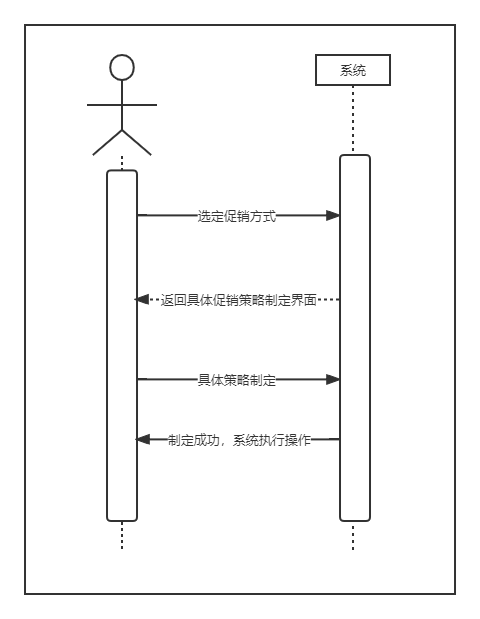 系统
选定促销方式
返回具体促销策略制定界面
具体策略制定
制定成功，系统执行操作